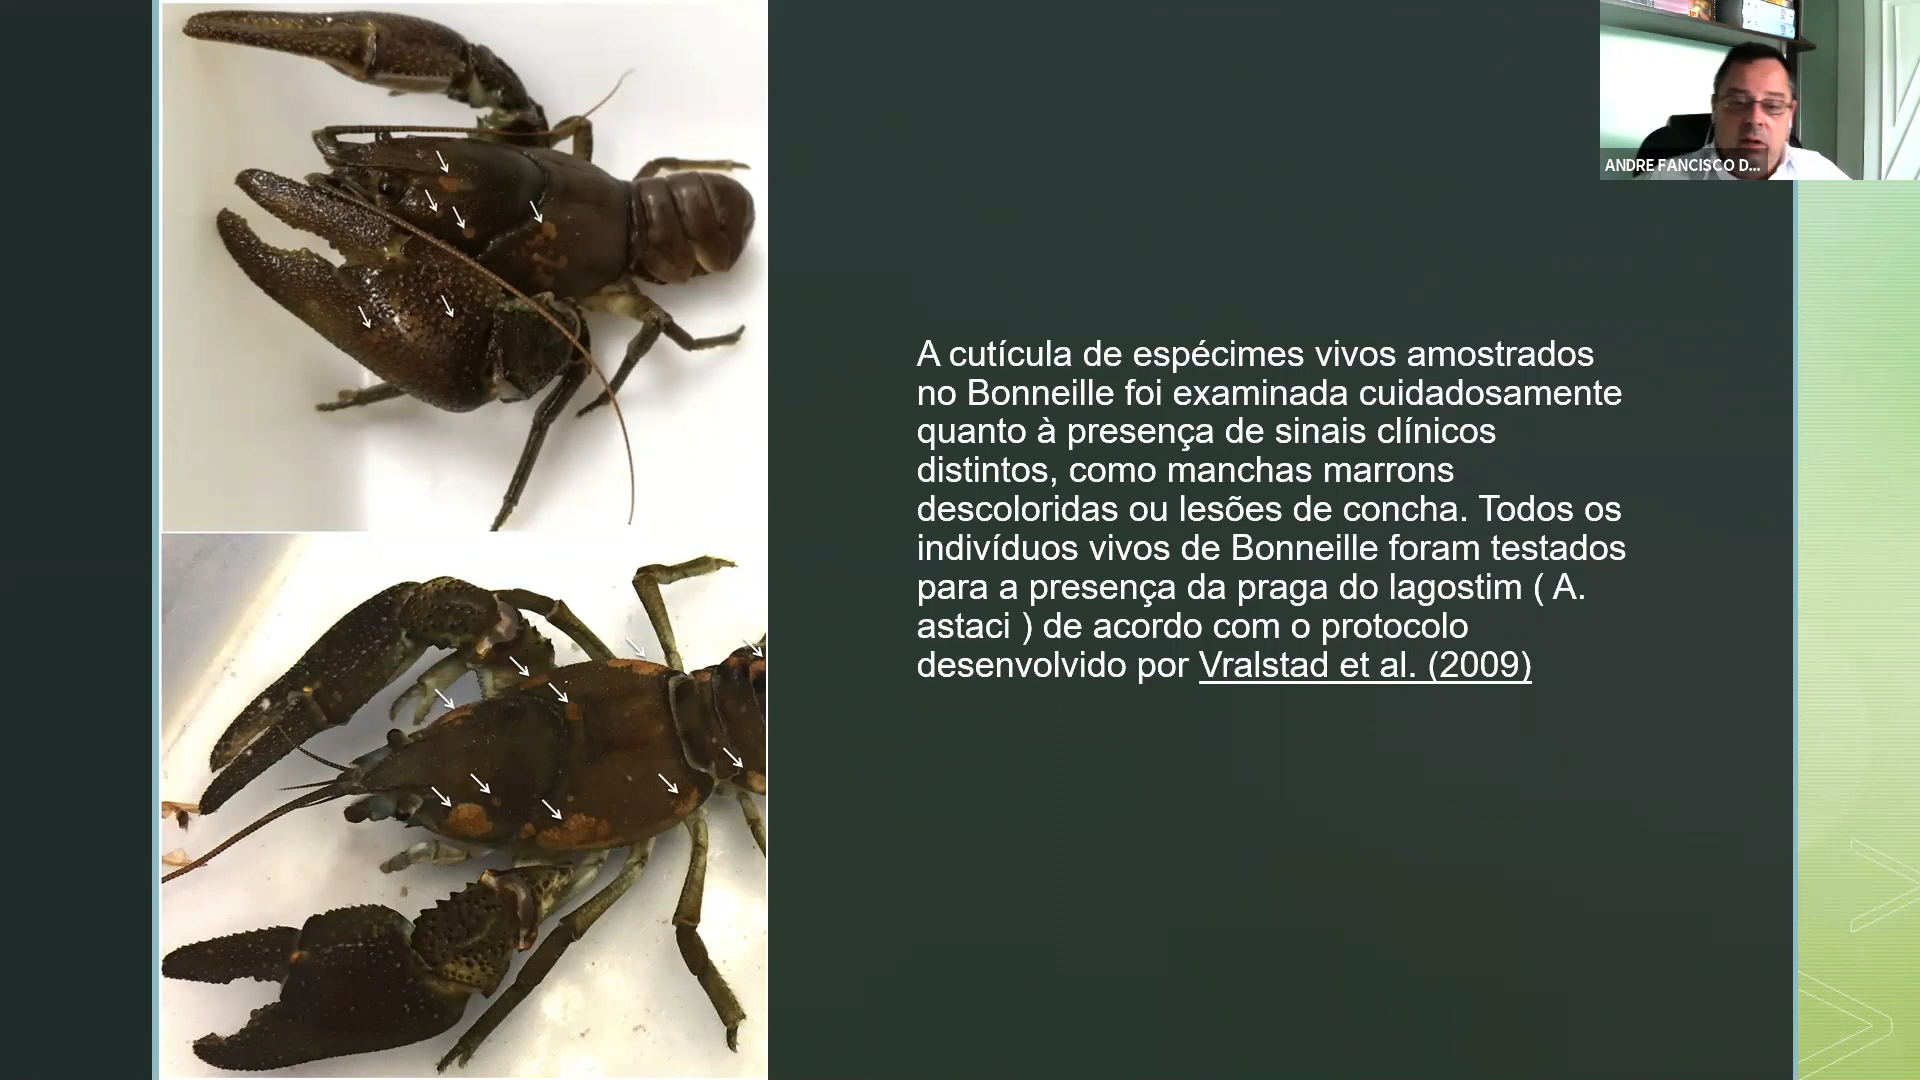 ANDRE FANCISCO D...
A cutícula de espécimes vivos amostrados
no Bonneille foi examinada cuidadosamente
quanto à presença de sinais clínicos
distintos, como manchas marrons
descoloridas ou lesões de concha. Todos os
indivíduos vivos de Bonneille foram testados
para a presença da praga do lagostim ( A.
astaci ) de acordo com o protocolo
desenvolvido por Vralstad et al. (2009)